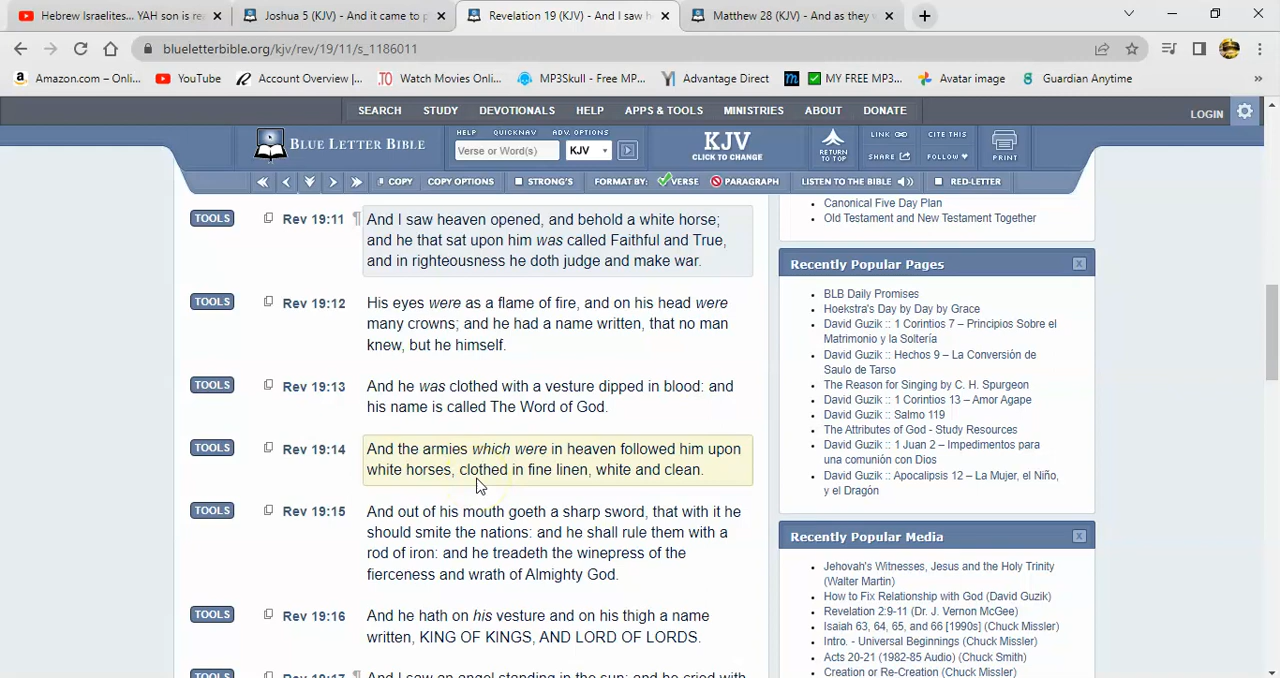 Hebrew Israelites... YAH son is re
Joshua 5 (KJV) - And it came to p
Revelation 19 (KJV) - And I saw he
Matthew 28 (KJV) - And as they w
blueletterbible.org/kjv/rev/19/11/s_1186011
Amazon.com – Onli...
YouTube
Account Overview |...
Watch Movies Onlin...
MP3Skull - Free MP...
Advantage Direct
MY FREE MP3...
Avatar image
Guardian Anytime
»
SEARCH STUDY DEVOTIONALS HELP APPS & TOOLS MINISTRIES ABOUT DONATE
LOGIN
BLUE LETTER BIBLE
HELP QUICKNAV ADV. OPTIONS
Verse or Word(s)
KJV
KJV
CLICK TO CHANGE
RETURN
TO TOP
LINK
CITE THIS
SHARE
FOLLOW
PRINT
COPY COPY OPTIONS STRONG'S FORMAT BY: VERSE PARAGRAPH LISTEN TO THE BIBLE RED-LETTER
TOOLS Rev 19:11 ¶ And I saw heaven opened, and behold a white horse;
and he that sat upon him was called Faithful and True,
and in righteousness he doth judge and make war.
TOOLS Rev 19:12 His eyes were as a flame of fire, and on his head were
many crowns; and he had a name written, that no man
knew, but he himself.
TOOLS Rev 19:13 And he was clothed with a vesture dipped in blood: and
his name is called The Word of God.
TOOLS Rev 19:14 And the armies which were in heaven followed him upon
white horses, clothed in fine linen, white and clean.
TOOLS Rev 19:15 And out of his mouth goeth a sharp sword, that with it he
should smite the nations: and he shall rule them with a
rod of iron: and he treadeth the winepress of the
fierceness and wrath of Almighty God.
TOOLS Rev 19:16 And he hath on his vesture and on his thigh a name
written, KING OF KINGS, AND LORD OF LORDS.
TOOLS Rev 19:17 ¶ And I saw an angel standing in the sun; and he cried with
Canonical Five Day Plan
Old Testament and New Testament Together
Recently Popular Pages
BLB Daily Promises
Hoekstra's Day by Day by Grace
David Guzik :: 1 Corintios 7 – Principios Sobre el
Matrimonio y la Soltería
David Guzik :: Hechos 9 – La Conversión de
Saulo de Tarso
The Reason for Singing by C. H. Spurgeon
David Guzik :: 1 Corintios 13 – Amor Agape
David Guzik :: Salmo 119
The Attributes of God - Study Resources
David Guzik :: 1 Juan 2 – Impedimentos para
una comunión con Dios
David Guzik :: Apocalipsis 12 – La Mujer, el Niño,
y el Dragón
Recently Popular Media
Jehovah's Witnesses, Jesus and the Holy Trinity
(Walter Martin)
How to Fix Relationship with God (David Guzik)
Revelation 2:9-11 (Dr. J. Vernon McGee)
Isaiah 63, 64, 65, and 66 [1990s] (Chuck Missler)
Intro. - Universal Beginnings (Chuck Missler)
Acts 20-21 (1982-85 Audio) (Chuck Smith)
Creation or Re-Creation (Chuck Missler)